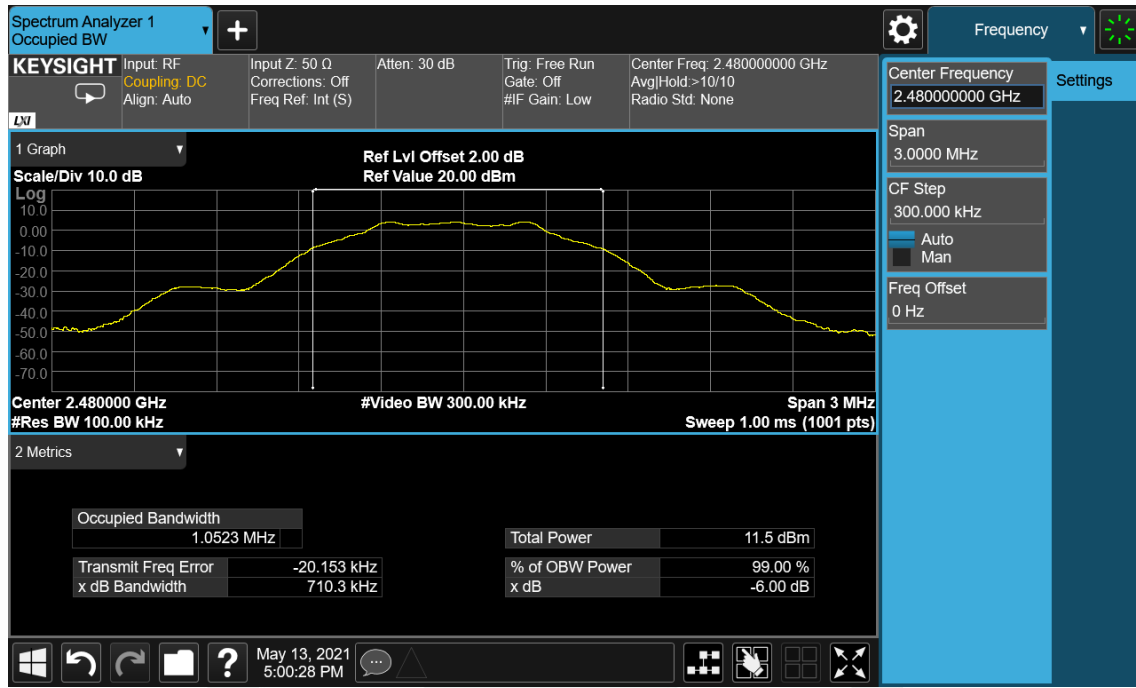 Spectrum Analyzer 1
Occupied BW
▼
+
Frequency
▼
KEYSIGHT
LXI
Input: RF
Coupling: DC
Align: Auto
Input Z: 50 Ω
Corrections: Off
Freq Ref: Int (S)
Atten: 30 dB
Trig: Free Run
Gate: Off
#IF Gain: Low
Center Freq: 2.480000000 GHz
Avg|Hold:>10/10
Radio Std: None
Center Frequency
2.480000000 GHz
Settings
Span
3.0000 MHz
CF Step
300.000 kHz
Auto
Man
Freq Offset
0 Hz
1 Graph ▼
Scale/Div 10.0 dB
Ref Lvl Offset 2.00 dB
Ref Value 20.00 dBm
Log
10.0
0.00
-10.0
-20.0
-30.0
-40.0
-50.0
-60.0
-70.0
Center 2.480000 GHz
#Video BW 300.00 kHz
Span 3 MHz
#Res BW 100.00 kHz
Sweep 1.00 ms (1001 pts)
2 Metrics ▼
Occupied Bandwidth
1.0523 MHz
Total Power 11.5 dBm
Transmit Freq Error -20.153 kHz
% of OBW Power 99.00 %
x dB Bandwidth 710.3 kHz
x dB -6.00 dB
?
May 13, 2021
5:00:28 PM